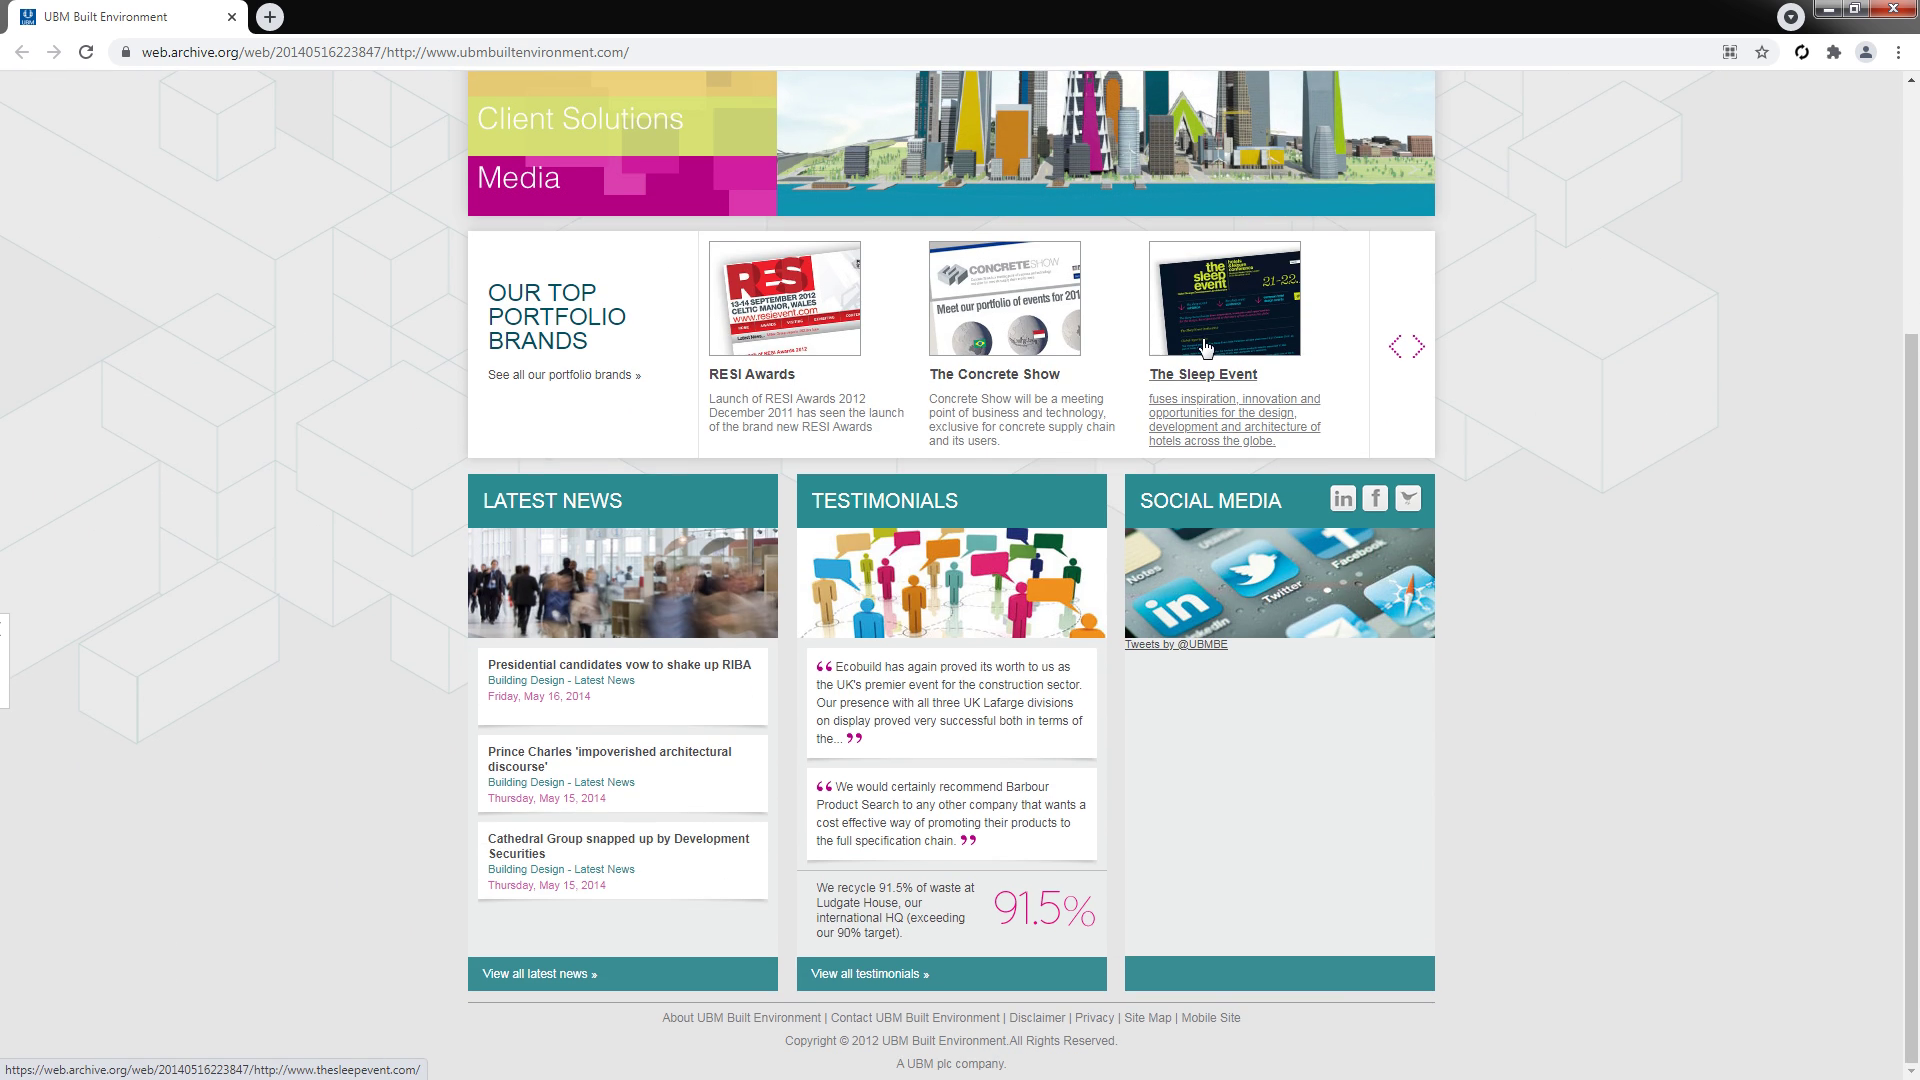 UBM Built Environment
web.archive.org/web/20140516223847/http://www.ubmbuiltenvironment.com/
Client Solutions
Media
OUR TOP
PORTFOLIO
BRANDS
See all our portfolio brands »
RESI
13-14 SEPTEMBER 2012
CELTIC MANOR, WALES
www.resievent.com
RESI Awards
Launch of RESI Awards 2012
December 2011 has seen the launch
of the brand new RESI Awards
CONCRETESHOW
Meet our portfolio of events for 201
The Concrete Show
Concrete Show will be a meeting
point of business and technology,
exclusive for concrete supply chain
and its users.
the
sleep
event
21-22
The Sleep Event
fuses inspiration, innovation and
opportunities for the design,
development and architecture of
hotels across the globe.
LATEST NEWS
Presidential candidates vow to shake up RIBA
Building Design - Latest News
Friday, May 16, 2014
Prince Charles 'impoverished architectural
discourse'
Building Design - Latest News
Thursday, May 15, 2014
Cathedral Group snapped up by Development
Securities
Building Design - Latest News
Thursday, May 15, 2014
View all latest news »
TESTIMONIALS
“ Ecobuild has again proved its worth to us as
the UK's premier event for the construction sector.
Our presence with all three UK Lafarge divisions
on display proved very successful both in terms of
the... ”
“ We would certainly recommend Barbour
Product Search to any other company that wants a
cost effective way of promoting their products to
the full specification chain. ”
We recycle 91.5% of waste at
Ludgate House, our
international HQ (exceeding
our 90% target).
91.5%
View all testimonials »
SOCIAL MEDIA
in f
Notes
Facebook
Twitter
in
LinkedIn
Tweets by @UBMBE
About UBM Built Environment | Contact UBM Built Environment | Disclaimer | Privacy | Site Map | Mobile Site
Copyright © 2012 UBM Built Environment.All Rights Reserved.
A UBM plc company.
https://web.archive.org/web/20140516223847/http://www.thesleepevent.com/